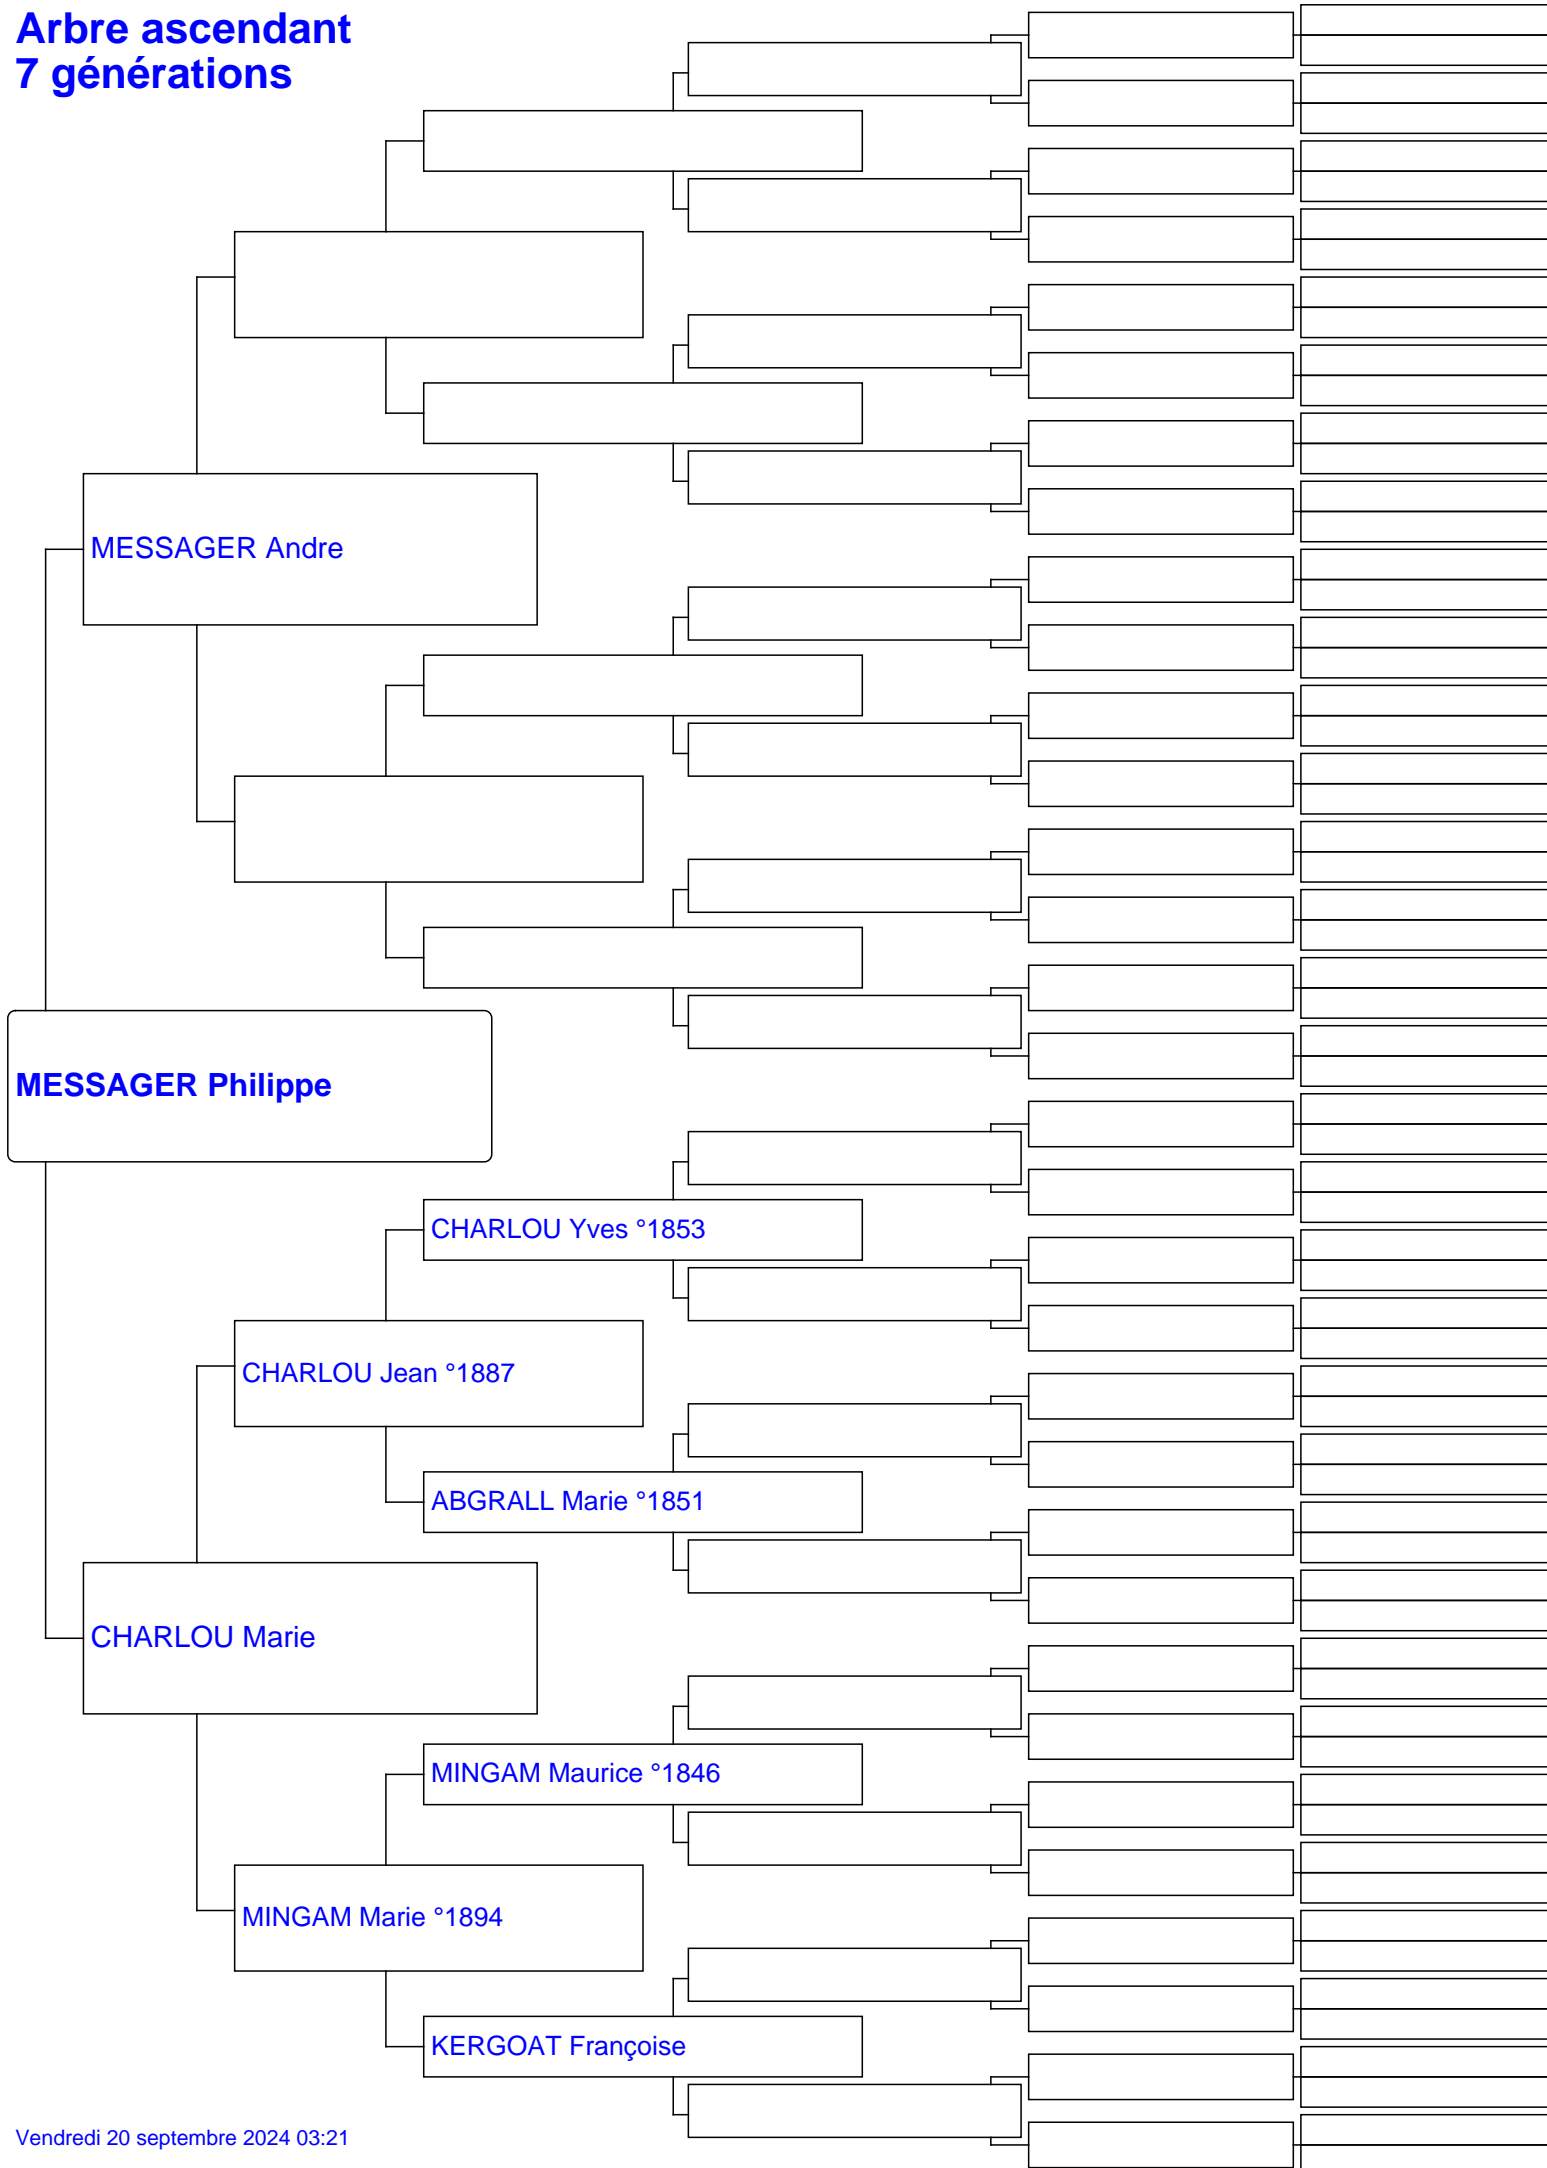 Arbre ascendant
7 générations
MESSAGER Andre
MESSAGER Philippe
CHARLOU Yves °1853
CHARLOU Jean °1887
ABGRALL Marie °1851
CHARLOU Marie
MINGAM Maurice °1846
MINGAM Marie °1894
KERGOAT Françoise
Vendredi 20 septembre 2024 03:21